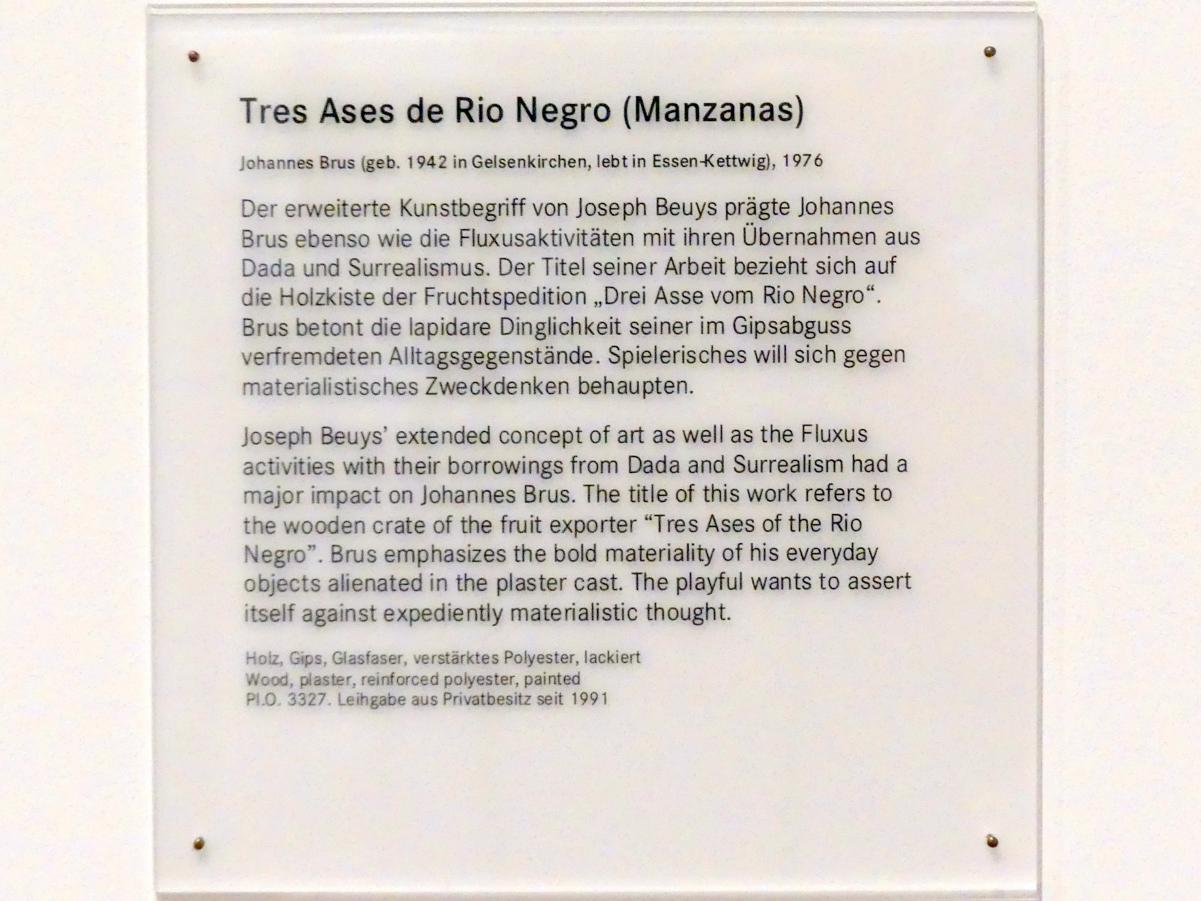 Tres Ases de Rio Negro (Manzanas)
Johannes Brus (geb. 1942 in Gelsenkirchen, lebt in Essen-Kettwig), 1976
Der erweiterte Kunstbegriff von Joseph Beuys prägte Johannes
Brus ebenso wie die Fluxusaktivitäten mit ihren Übernahmen aus
Dada und Surrealismus. Der Titel seiner Arbeit bezieht sich auf
die Holzkiste der Fruchtspedition „Drei Asse vom Rio Negro“.
Brus betont die lapidare Dinglichkeit seiner im Gipsabguss
verfremdeten Alltagsgegenstände. Spielerisches will sich gegen
materialistisches Zweckdenken behaupten.
Joseph Beuys’ extended concept of art as well as the Fluxus
activities with their borrowings from Dada and Surrealism had a
major impact on Johannes Brus. The title of this work refers to
the wooden crate of the fruit exporter “Tres Ases of the Rio
Negro”. Brus emphasizes the bold materiality of his everyday
objects alienated in the plaster cast. The playful wants to assert
itself against expediently materialistic thought.
Holz, Gips, Glasfaser, verstärktes Polyester, lackiert
Wood, plaster, reinforced polyester, painted
Pl.O. 3327. Leihgabe aus Privatbesitz seit 1991